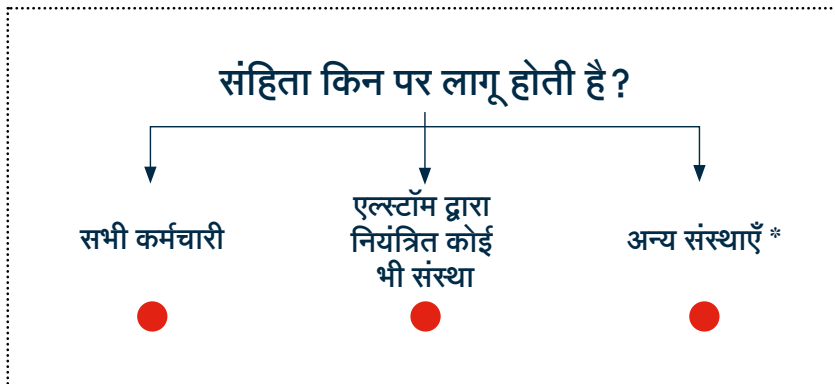 संहिता किन पर लागू होती है?
सभी कर्मचारी
एल्स्टॉम द्वारा
नियंत्रित कोई
भी संस्था
अन्य संस्थाएँ *